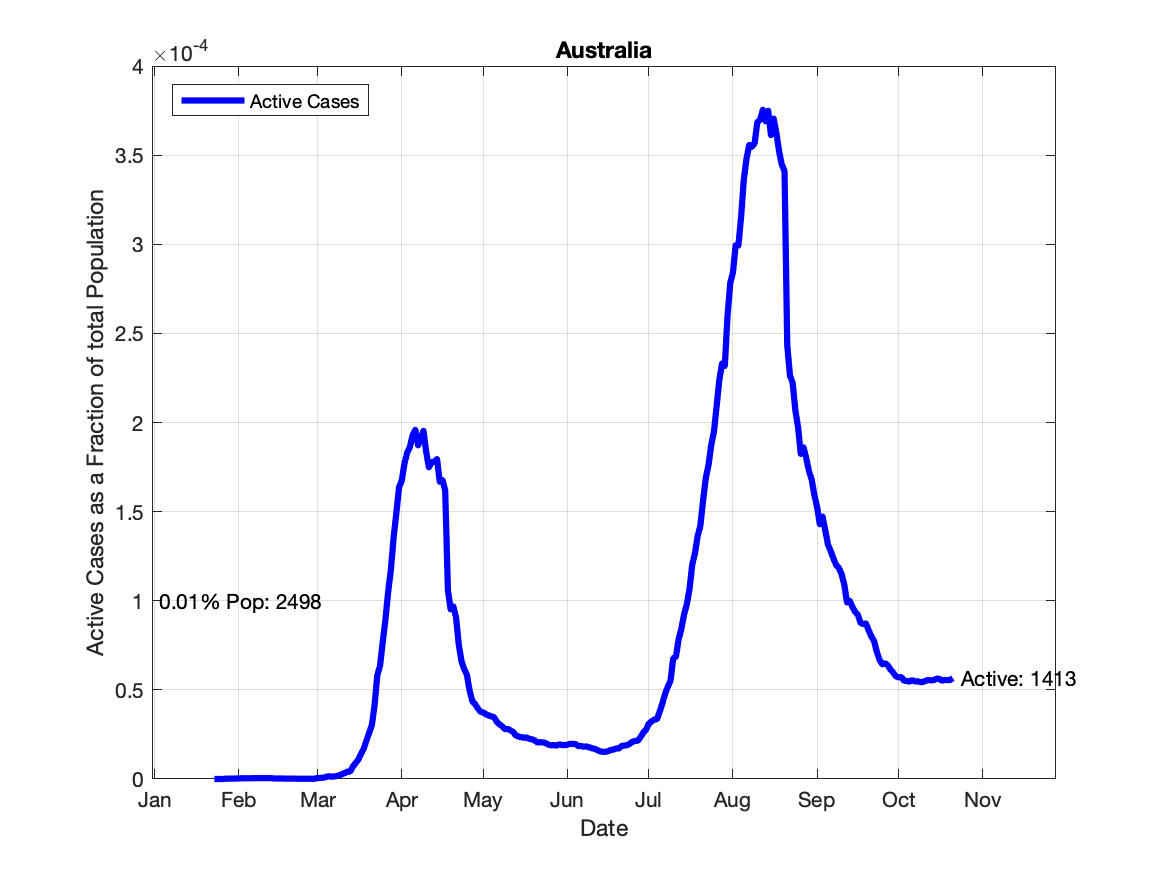 Australia
×10-4
Active Cases
4
3.5
3
2.5
2
1.5
1
0.5
0
Active Cases as a Fraction of total Population
0.01% Pop: 2498
Active: 1413
Jan Feb Mar Apr May Jun Jul Aug Sep Oct Nov
Date